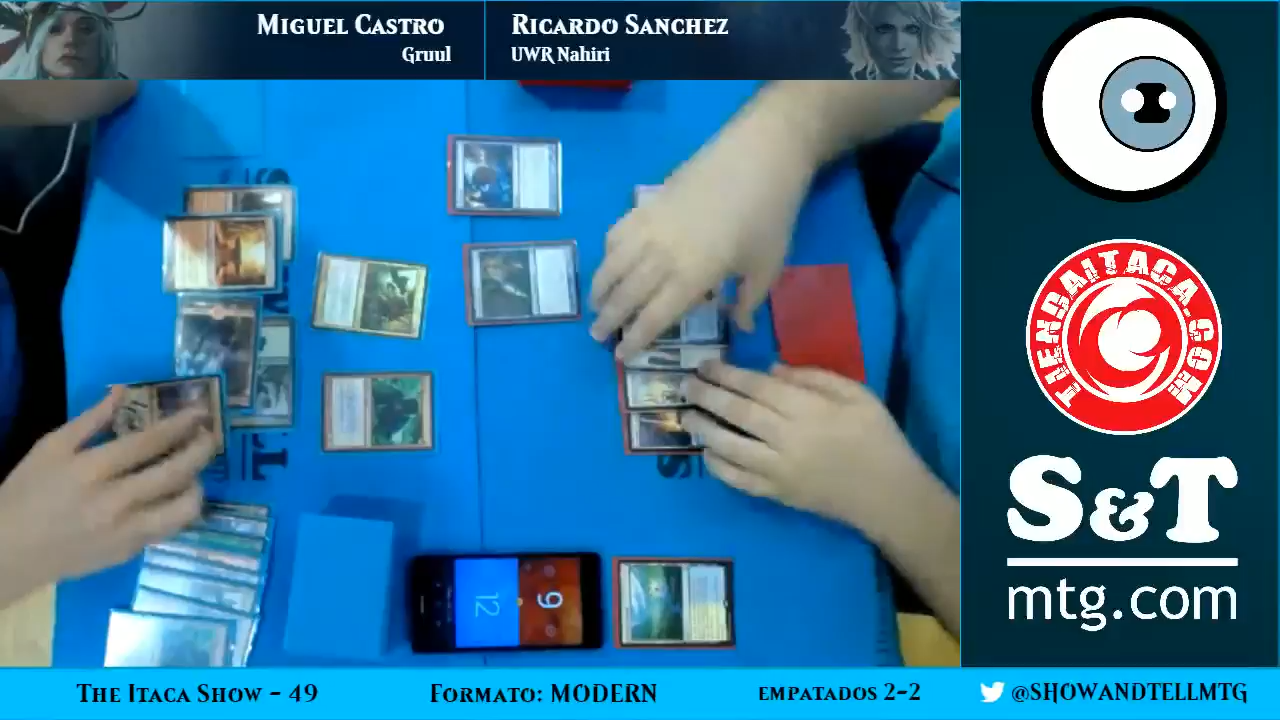 Miguel Castro
Gruul
Ricardo Sanchez
UWR Nahiri
TIENDAITACA.COM
S&T
mtg.com
12
9
The Itaca Show - 49
Formato: MODERN
EMPATADOS 2-2
@SHOWANDTELLMTG